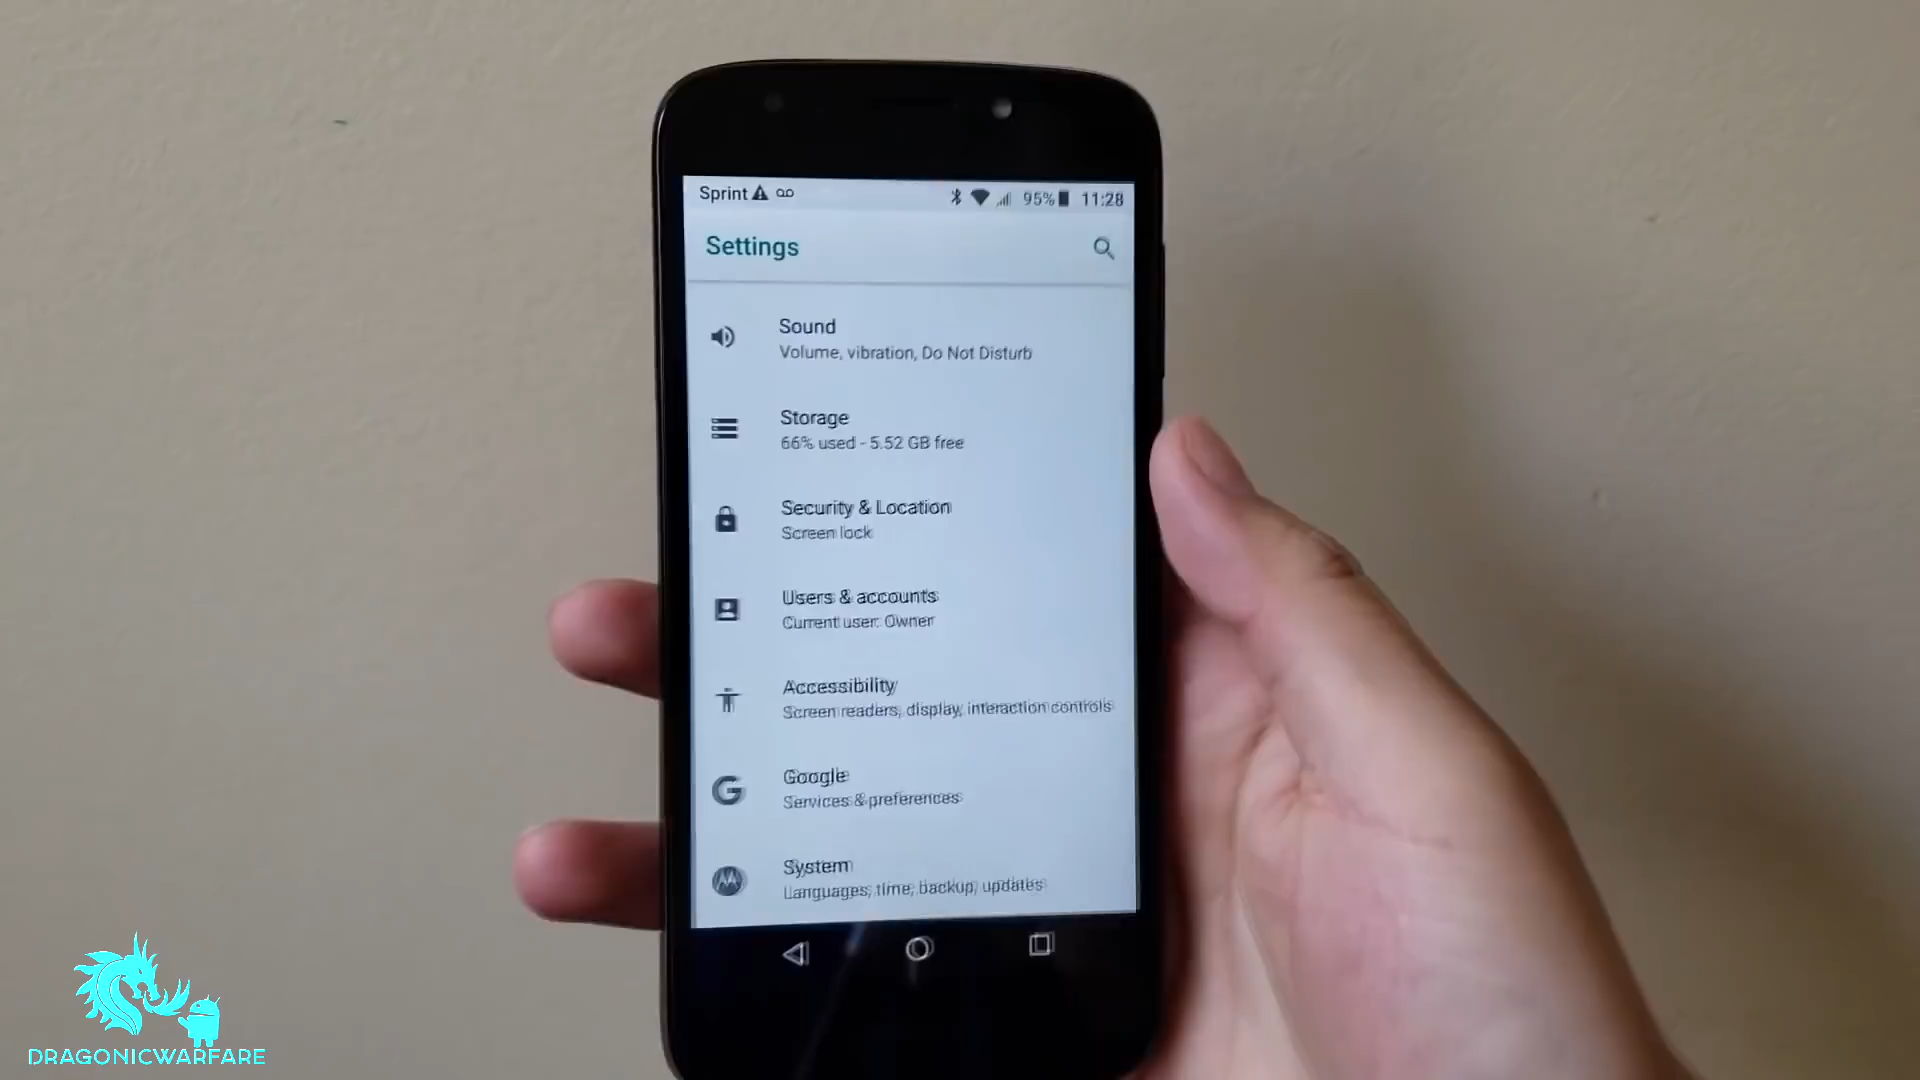 Sprint
95% 11:28
Settings
Sound
Volume, vibration, Do Not Disturb
Storage
66% used - 5.52 GB free
Security & Location
Screen lock
Users & accounts
Current user: Owner
Accessibility
Screen readers, display, interaction controls
Google
Services & preferences
System
Languages, time, backup, updates
DRAGONICWARFARE